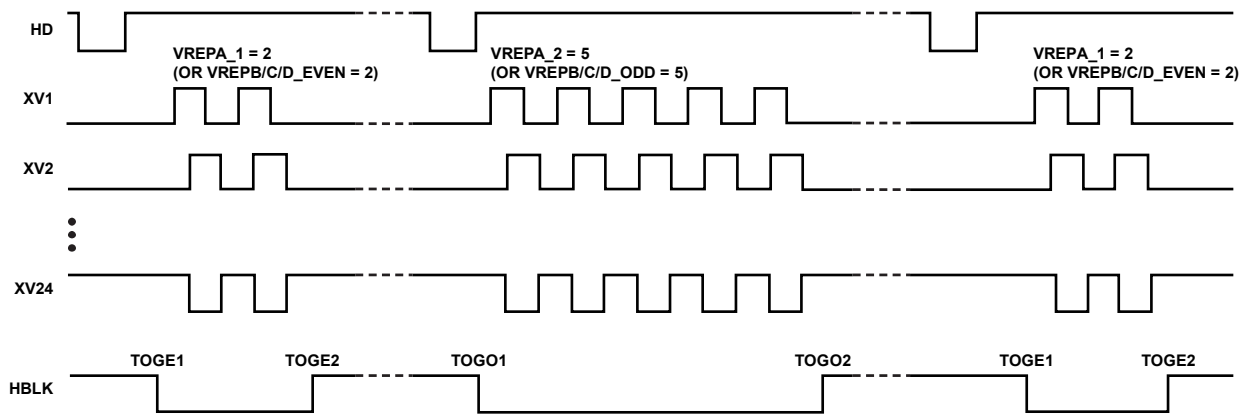 HD
VREPA_1 = 2
(OR VREPB/C/D_EVEN = 2)
VREPA_2 = 5
(OR VREPB/C/D_ODD = 5)
VREPA_1 = 2
(OR VREPB/C/D_EVEN = 2)
XV1
XV2
XV24
TOGE1
TOGE2
TOGO1
TOGO2
TOGE1
TOGE2
HBLK